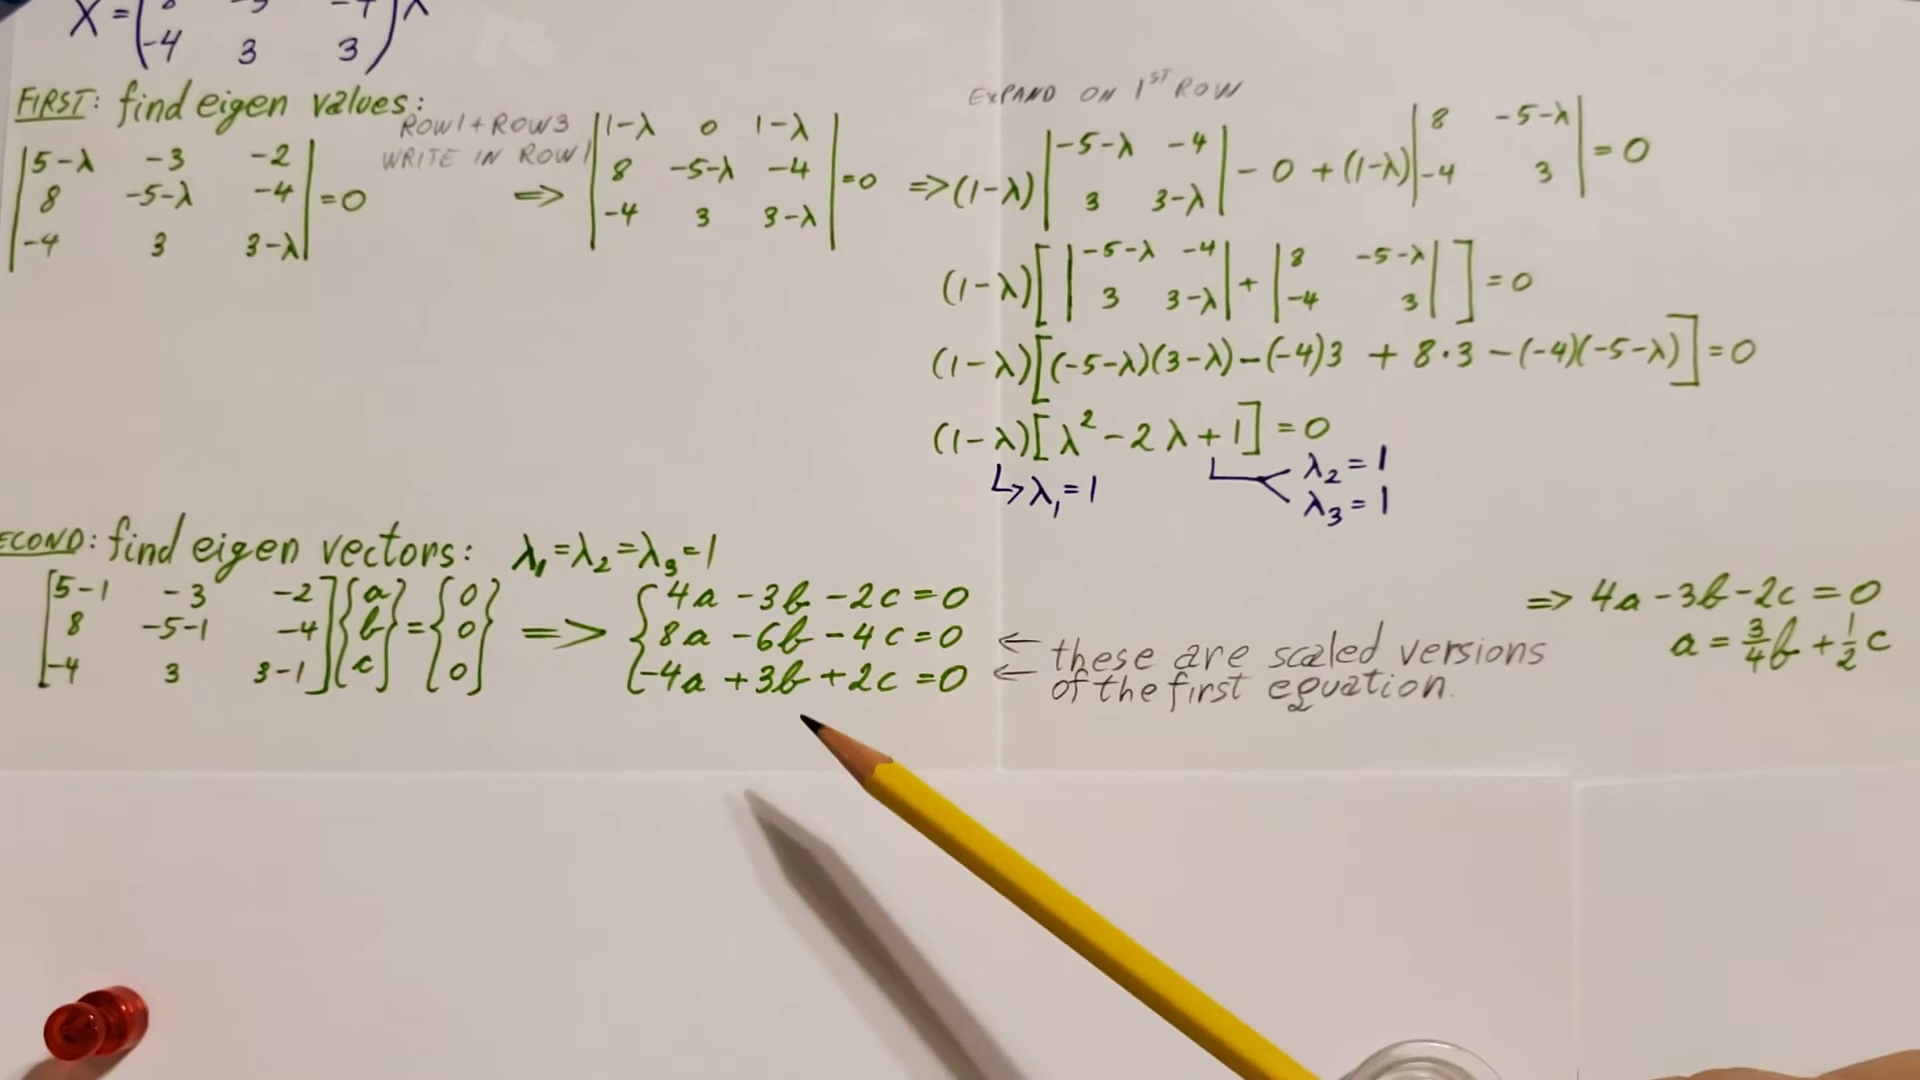 X = ( -4 3 3 ) X
FIRST: find eigen values:
|5-λ -3 -2|
|8 -5-λ -4| = 0
|-4 3 3-λ|
ROW1 + ROW3
WRITE IN ROW1
=>
|1-λ 0 1-λ|
|8 -5-λ -4| = 0
|-4 3 3-λ|
EXPAND ON 1ST ROW
=> (1-λ) |-5-λ -4; 3 3-λ| - 0 + (1-λ) |8 -5-λ; -4 3| = 0
(1-λ)[ |-5-λ -4; 3 3-λ| + |8 -5-λ; -4 3| ] = 0
(1-λ)[(-5-λ)(3-λ)-(-4)3 + 8·3 -(-4)(-5-λ)] = 0
(1-λ)[λ² - 2λ + 1] = 0
↳ λ₁ = 1
λ₂ = 1
λ₃ = 1
ECOND: find eigen vectors: λ₁ = λ₂ = λ₃ = 1
[5-1 -3 -2] {a} {0}
[8 -5-1 -4] {b} = {0}
[-4 3 3-1] {c} {0}
=>
{4a - 3b - 2c = 0
{8a - 6b - 4c = 0
{-4a + 3b + 2c = 0
← these are scaled versions
← of the first equation.
=> 4a - 3b - 2c = 0
a = 3/4 b + 1/2 c